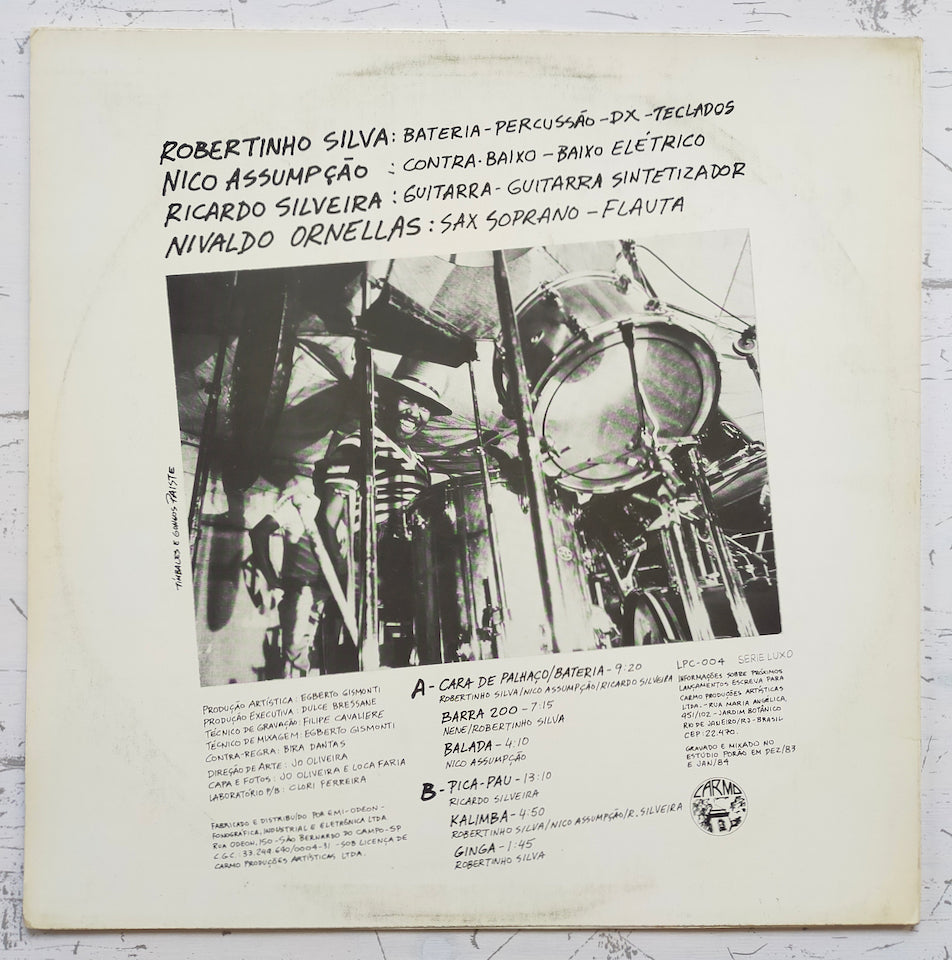 ROBERTINHO SILVA: BATERIA-PERCUSSÃO-DX-TECLADOS
NICO ASSUMPÇÃO : CONTRA-BAIXO-BAIXO ELÉTRICO
RICARDO SILVEIRA: GUITARRA-GUITARRA SINTETIZADOR
NIVALDO ORNELLAS: SAX SOPRANO-FLAUTA
TIMBALES E GONGOS PAISTE
PRODUÇÃO ARTÍSTICA: EGBERTO GISMONTI
PRODUÇÃO EXECUTIVA: DULCE BRESSANE
TÉCNICO DE GRAVAÇÃO: FILIPE CAVALIERE
TÉCNICO DE MIXAGEM: EGBERTO GISMONTI
CONTRA-REGRA: BIRA DANTAS
DIREÇÃO DE ARTE: JO OLIVEIRA
CAPA E FOTOS: JO OLIVEIRA E LOCA FARIA
LABORATÓRIO P/B: CLORI FERREIRA
FABRICADO E DISTRIBUÍDO POR EMI-ODEON-
FONOGRÁFICA, INDUSTRIAL E ELETRÔNICA LTDA
RUA ODEON, 150-SÃO BERNARDO DO CAMPO-SP
C.G.C.:33.249.640/0004-31-SOB LICENÇA DE
CARMO PRODUÇÕES ARTÍSTICAS LTDA.
A-CARA DE PALHAÇO/BATERIA-9:20
ROBERTINHO SILVA/NICO ASSUMPÇÃO/RICARDO SILVEIRA
BARRA 200-7:15
NENE/ROBERTINHO SILVA
BALADA-4:10
NICO ASSUMPÇÃO
B-PICA-PAU-13:10
RICARDO SILVEIRA
KALIMBA-4:50
ROBERTINHO SILVA/NICO ASSUMPÇÃO/R.SILVEIRA
GINGA-1:45
ROBERTINHO SILVA
LPC-004 SERIE LUXO
INFORMAÇÕES SOBRE PRÓXIMOS
LANÇAMENTOS ESCREVA PARA
CARMO PRODUÇÕES ARTÍSTICAS
LTDA.-RUA MARIA ANGÉLICA,
451/102-JARDIM BOTÂNICO
RIO DE JANEIRO/RJ-BRASIL
CEP:22.470.
GRAVADO E MIXADO NO
ESTÚDIO PORÃO EM DEZ/83
E JAN/84
CARMO